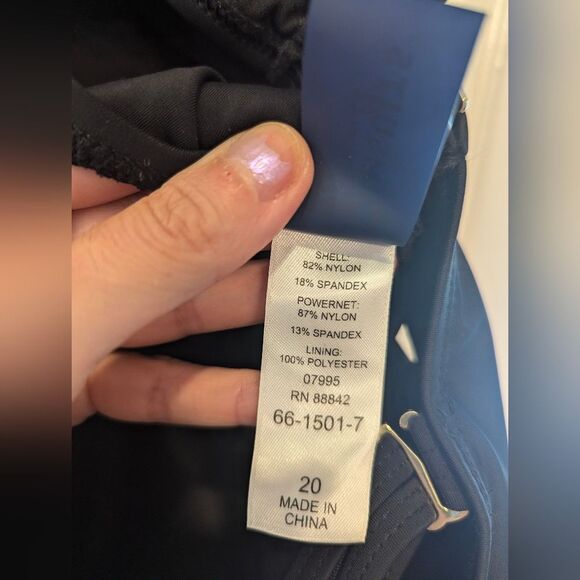 SHELL:
82% NYLON
18% SPANDEX
POWERNET:
87% NYLON
13% SPANDEX
LINING:
100% POLYESTER
07995
RN 88842
66-1501-7
20
MADE IN
CHINA